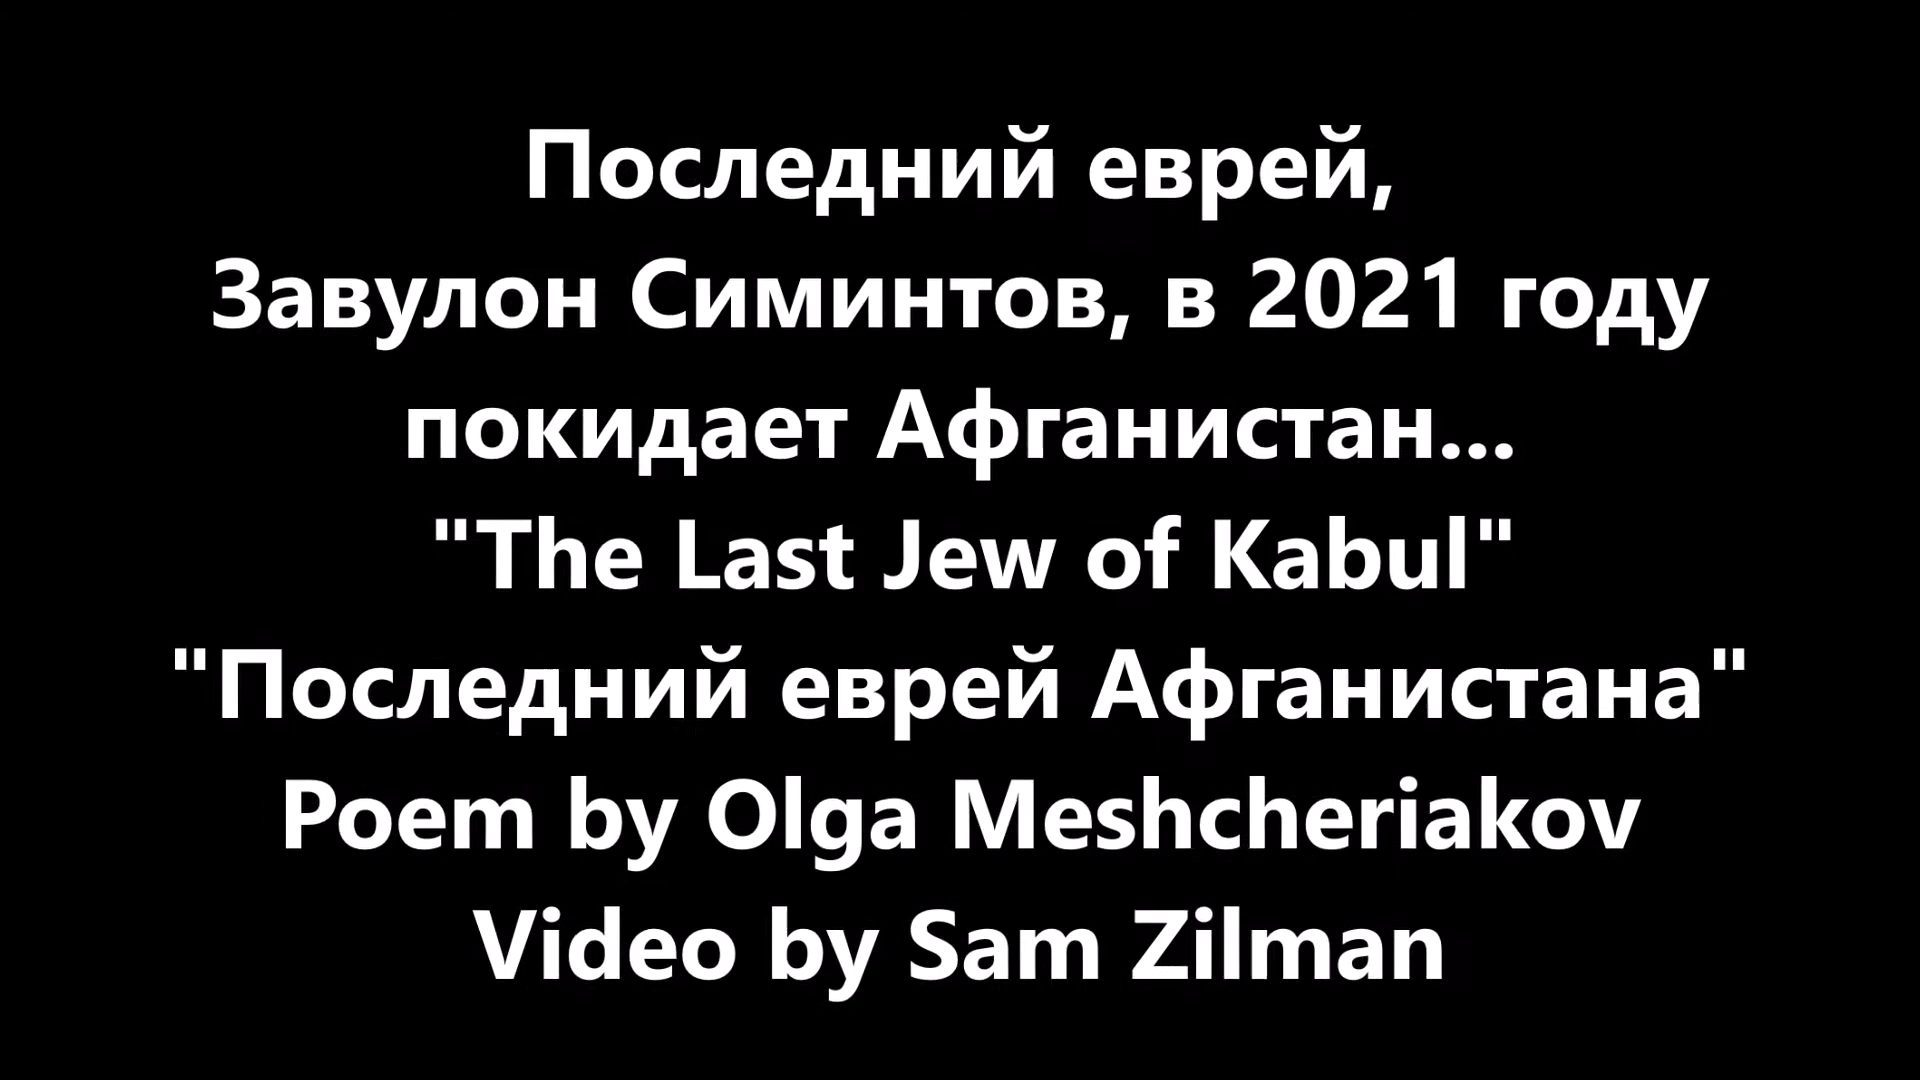 Последний еврей,
Завулон Симинтов, в 2021 году
покидает Афганистан...
"The Last Jew of Kabul"
"Последний еврей Афганистана"
Poem by Olga Meshcheriakov
Video by Sam Zilman